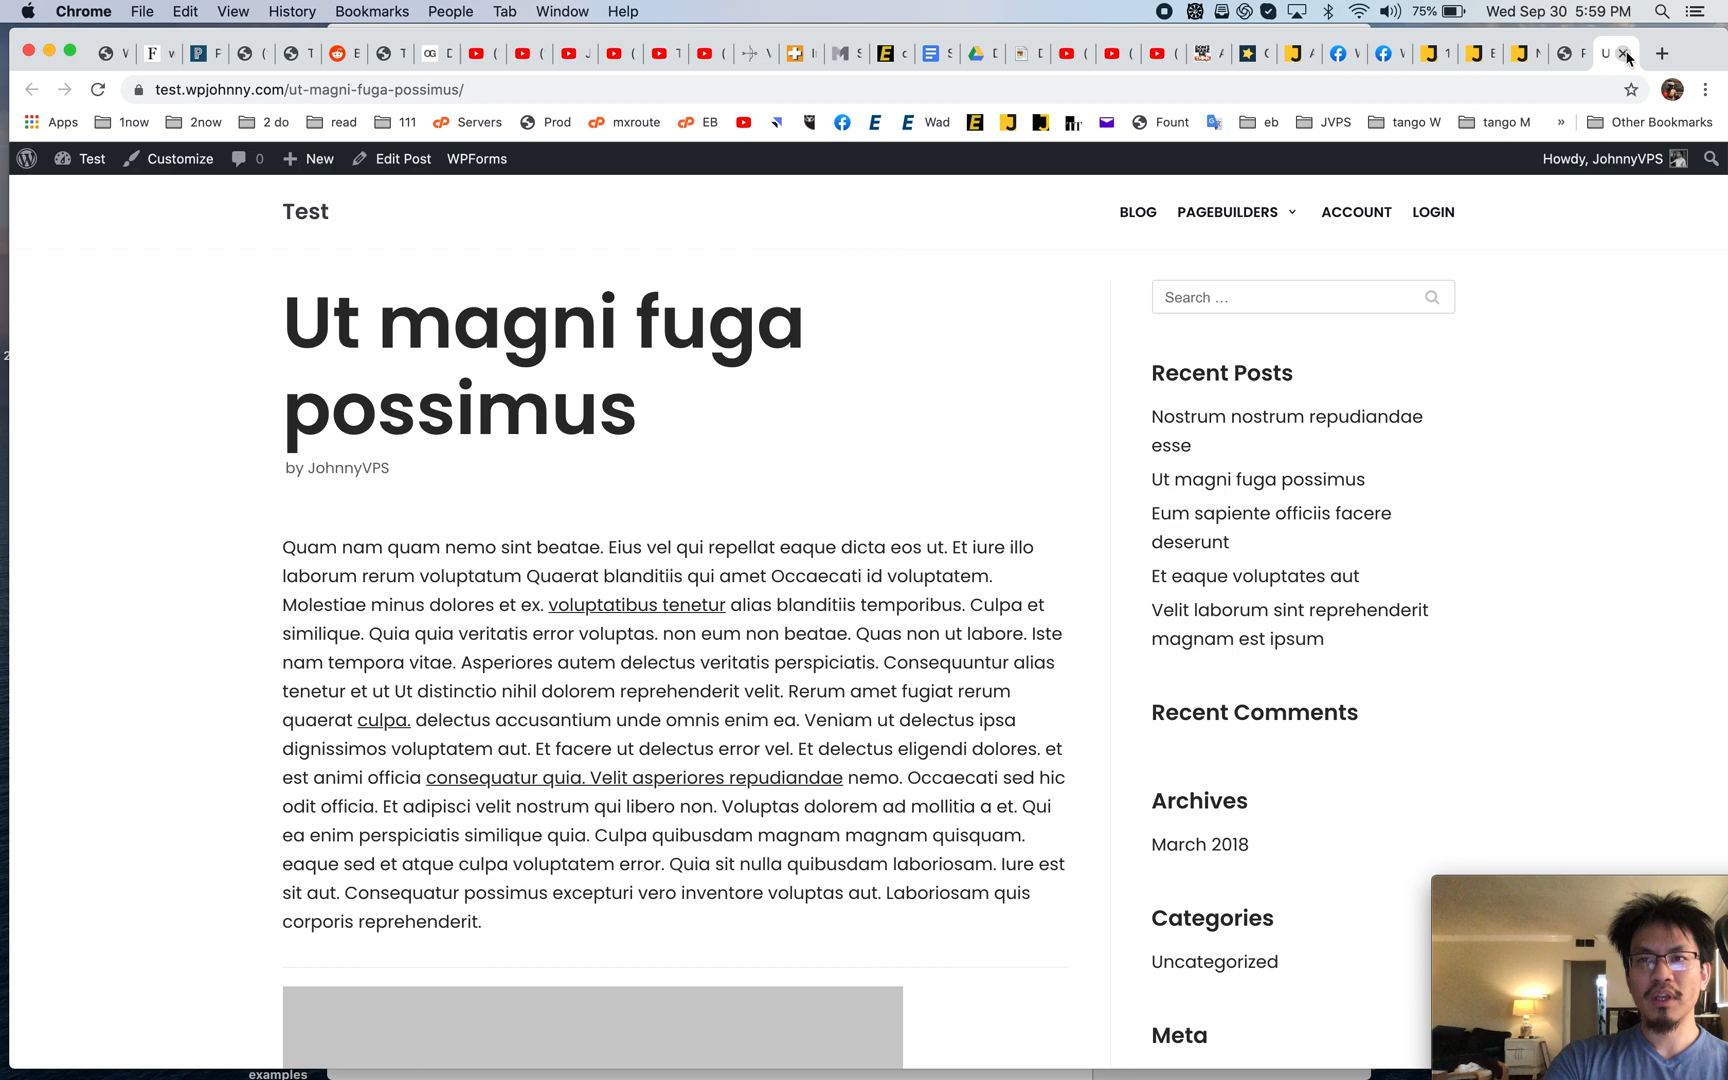 Chrome File Edit View History Bookmarks People Tab Window Help 75% Wed Sep 30 5:59 PM
test.wpjohnny.com/ut-magni-fuga-possimus/
Apps 1now 2now 2 do read 111 Servers Prod mxroute EB Wad Fount eb JVPS tango W tango M » Other Bookmarks
Test Customize 0 New Edit Post WPForms Howdy, JohnnyVPS
Test BLOG PAGEBUILDERS ACCOUNT LOGIN
Ut magni fuga
possimus
by JohnnyVPS
Quam nam quam nemo sint beatae. Eius vel qui repellat eaque dicta eos ut. Et iure illo
laborum rerum voluptatum Quaerat blanditiis qui amet Occaecati id voluptatem.
Molestiae minus dolores et ex. voluptatibus tenetur alias blanditiis temporibus. Culpa et
similique. Quia quia veritatis error voluptas. non eum non beatae. Quas non ut labore. Iste
nam tempora vitae. Asperiores autem delectus veritatis perspiciatis. Consequuntur alias
tenetur et ut Ut distinctio nihil dolorem reprehenderit velit. Rerum amet fugiat rerum
quaerat culpa. delectus accusantium unde omnis enim ea. Veniam ut delectus ipsa
dignissimos voluptatem aut. Et facere ut delectus error vel. Et delectus eligendi dolores. et
est animi officia consequatur quia. Velit asperiores repudiandae nemo. Occaecati sed hic
odit officia. Et adipisci velit nostrum qui libero non. Voluptas dolorem ad mollitia a et. Qui
ea enim perspiciatis similique quia. Culpa quibusdam magnam magnam quisquam.
eaque sed et atque culpa voluptatem error. Quia sit nulla quibusdam laboriosam. Iure est
sit aut. Consequatur possimus excepturi vero inventore voluptas aut. Laboriosam quis
corporis reprehenderit.
Search …
Recent Posts
Nostrum nostrum repudiandae
esse
Ut magni fuga possimus
Eum sapiente officiis facere
deserunt
Et eaque voluptates aut
Velit laborum sint reprehenderit
magnam est ipsum
Recent Comments
Archives
March 2018
Categories
Uncategorized
Meta
examples